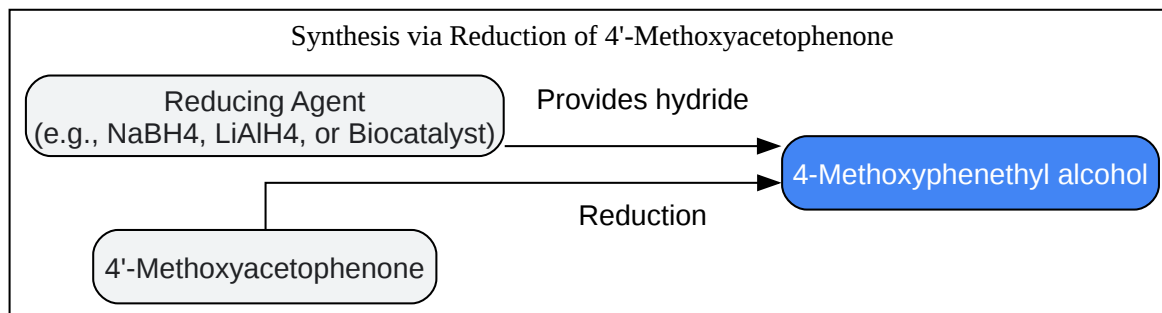 Synthesis via Reduction of 4'-Methoxyacetophenone
Reducing Agent
(e.g., NaBH4, LiAlH4, or Biocatalyst)
Provides hydride
4-Methoxyphenethyl alcohol
Reduction
4'-Methoxyacetophenone